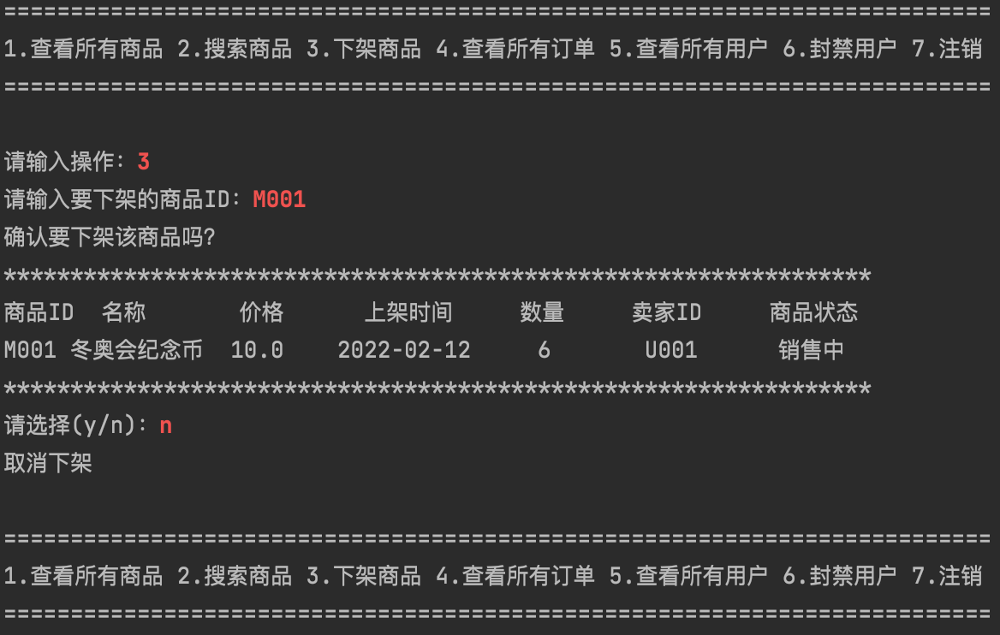 ==========================================================================
1.查看所有商品 2.搜索商品 3.下架商品 4.查看所有订单 5.查看所有用户 6.封禁用户 7.注销
==========================================================================
请输入操作：3
请输入要下架的商品ID：M001
确认要下架该商品吗？
*****************************************************************
商品ID 名称 价格 上架时间 数量 卖家ID 商品状态
M001 冬奥会纪念币 10.0 2022-02-12 6 U001 销售中
*****************************************************************
请选择(y/n)：n
取消下架
==========================================================================
1.查看所有商品 2.搜索商品 3.下架商品 4.查看所有订单 5.查看所有用户 6.封禁用户 7.注销
==========================================================================